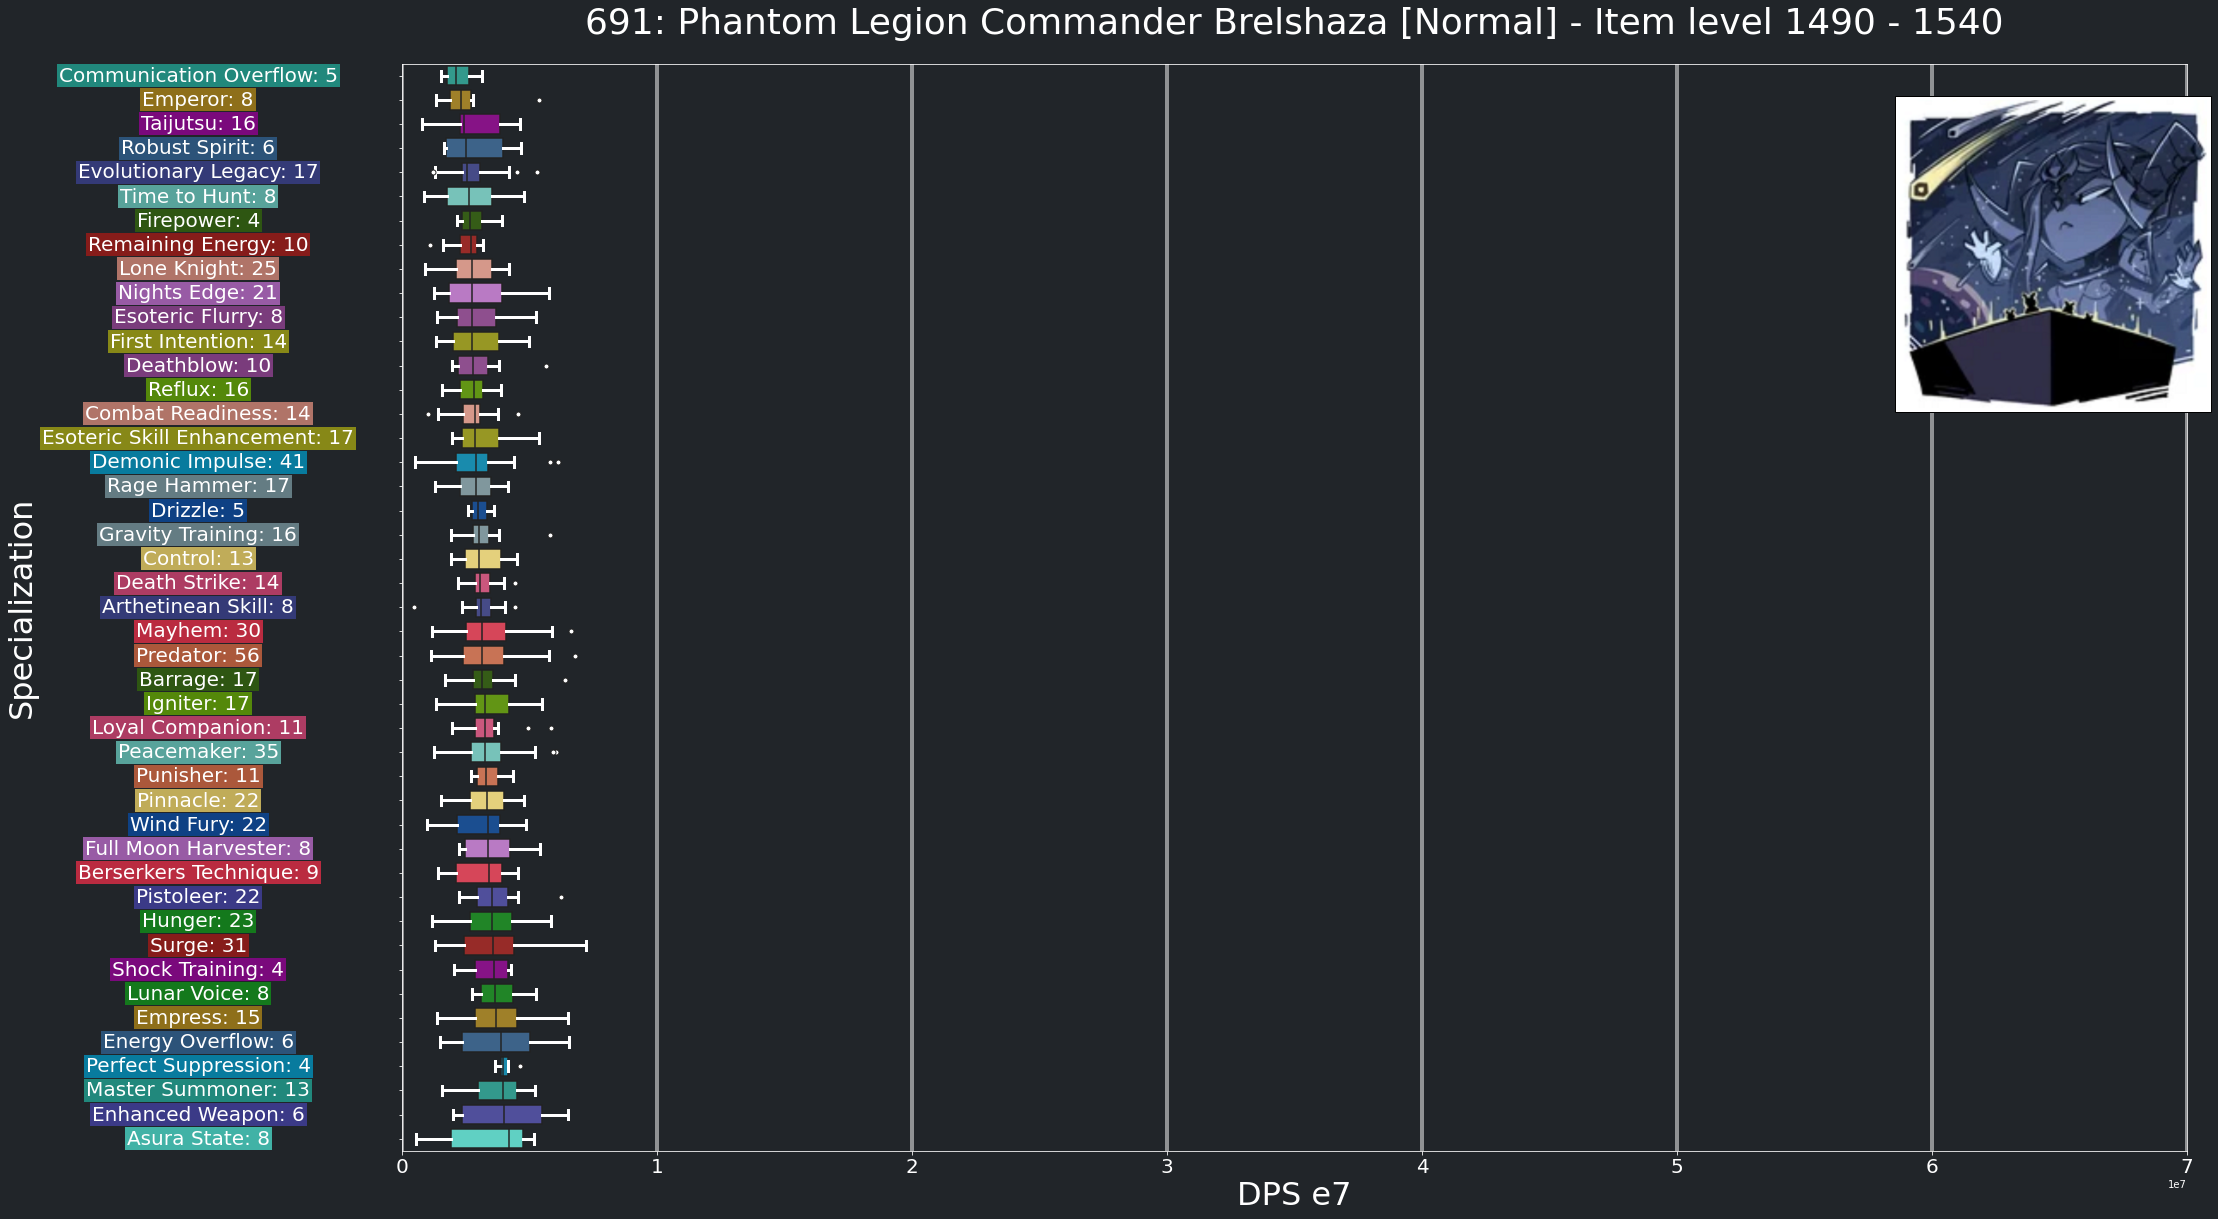 691: Phantom Legion Commander Brelshaza [Normal] - Item level 1490 - 1540
Communication Overflow: 5
Emperor: 8
Taijutsu: 16
Robust Spirit: 6
Evolutionary Legacy: 17
Time to Hunt: 8
Firepower: 4
Remaining Energy: 10
Lone Knight: 25
Nights Edge: 21
Esoteric Flurry: 8
First Intention: 14
Deathblow: 10
Reflux: 16
Combat Readiness: 14
Esoteric Skill Enhancement: 17
Demonic Impulse: 41
Rage Hammer: 17
Drizzle: 5
Gravity Training: 16
Control: 13
Death Strike: 14
Arthetinean Skill: 8
Mayhem: 30
Predator: 56
Barrage: 17
Igniter: 17
Loyal Companion: 11
Peacemaker: 35
Punisher: 11
Pinnacle: 22
Wind Fury: 22
Full Moon Harvester: 8
Berserkers Technique: 9
Pistoleer: 22
Hunger: 23
Surge: 31
Shock Training: 4
Lunar Voice: 8
Empress: 15
Energy Overflow: 6
Perfect Suppression: 4
Master Summoner: 13
Enhanced Weapon: 6
Asura State: 8
Specialization
0 1 2 3 4 5 6 7
1e7
DPS e7